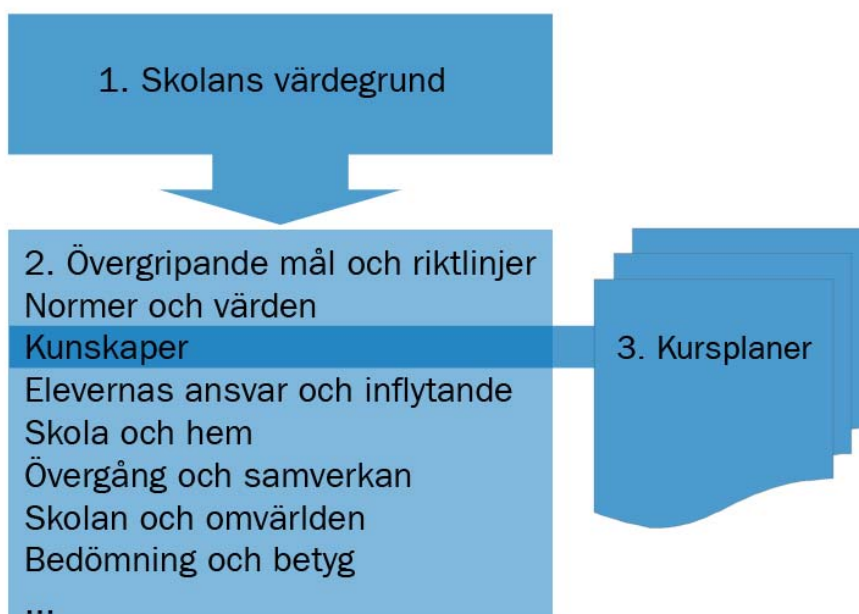 1. Skolans värdegrund
2. Övergripande mål och riktlinjer
Normer och värden
Kunskaper
Elevernas ansvar och inflytande
Skola och hem
Övergång och samverkan
Skolan och omvärlden
Bedömning och betyg
...
3. Kursplaner